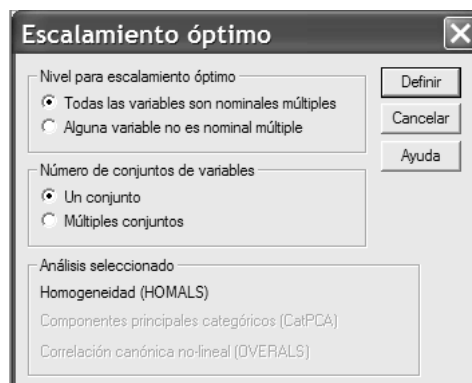 Escalamiento óptimo
Nivel para escalamiento óptimo
Todas las variables son nominales múltiples
Alguna variable no es nominal múltiple
Definir
Cancelar
Ayuda
Número de conjuntos de variables
Un conjunto
Múltiples conjuntos
Análisis seleccionado
Homogeneidad (HOMALS)
Componentes principales categóricos (CatPCA)
Correlación canónica no-lineal (OVERALS)